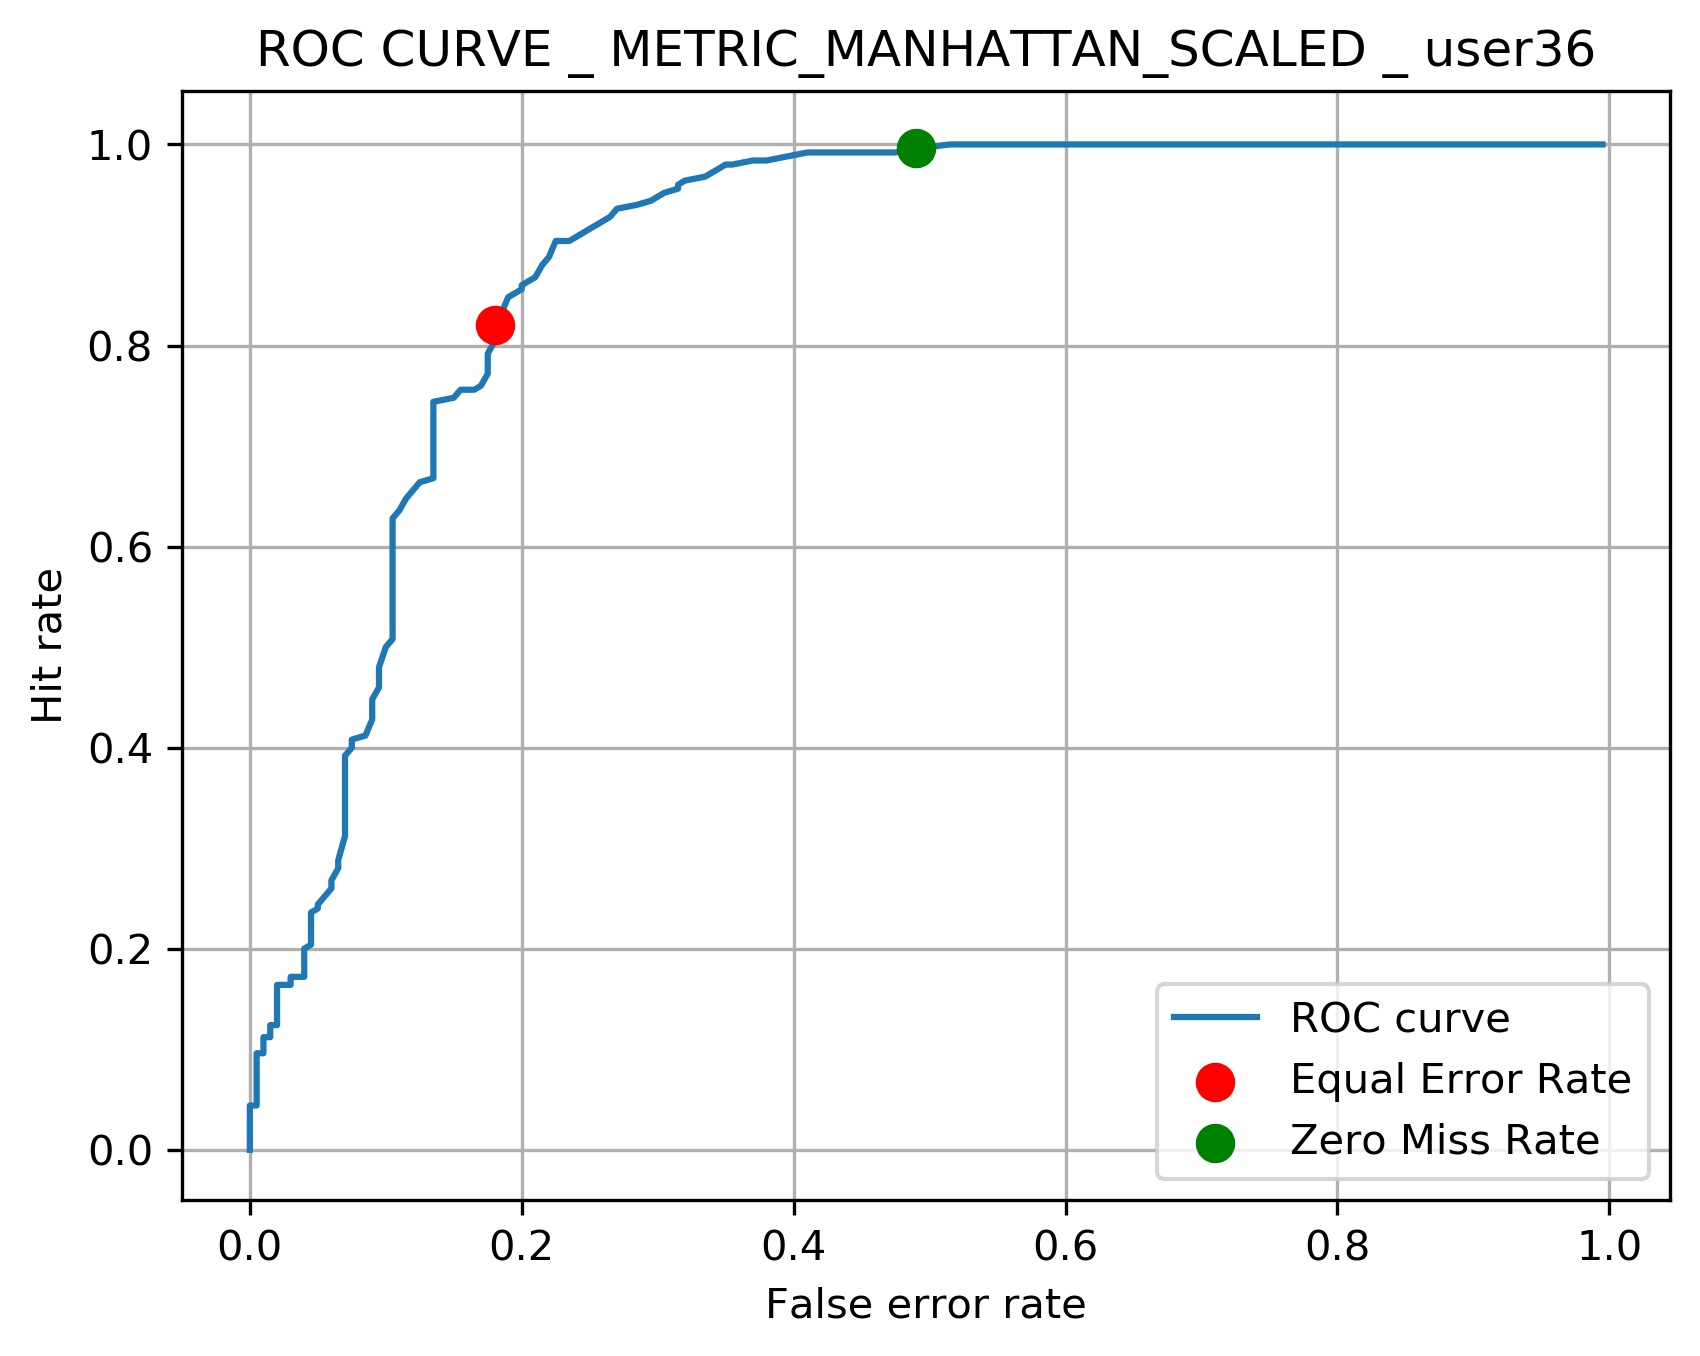 ROC CURVE _ METRIC_MANHATTAN_SCALED _ user36
1.0
0.8
0.6
0.4
0.2
0.0
Hit rate
0.0 0.2 0.4 0.6 0.8 1.0
False error rate
ROC curve
Equal Error Rate
Zero Miss Rate